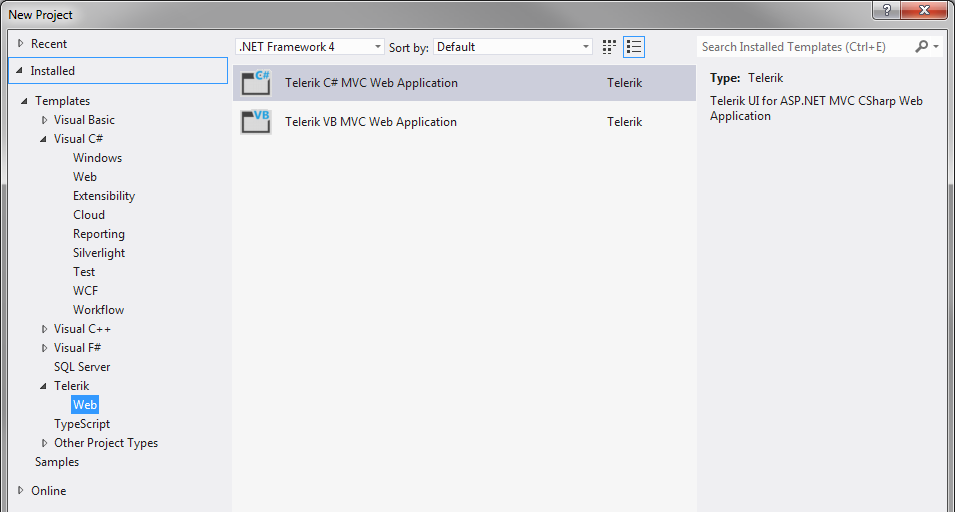 New Project
?
Recent
Installed
Templates
Visual Basic
Visual C#
Windows
Web
Extensibility
Cloud
Reporting
Silverlight
Test
WCF
Workflow
Visual C++
Visual F#
SQL Server
Telerik
Web
TypeScript
Other Project Types
Samples
Online
.NET Framework 4 Sort by: Default
C# Telerik C# MVC Web Application Telerik
VB Telerik VB MVC Web Application Telerik
Search Installed Templates (Ctrl+E)
Type: Telerik
Telerik UI for ASP.NET MVC CSharp Web
Application